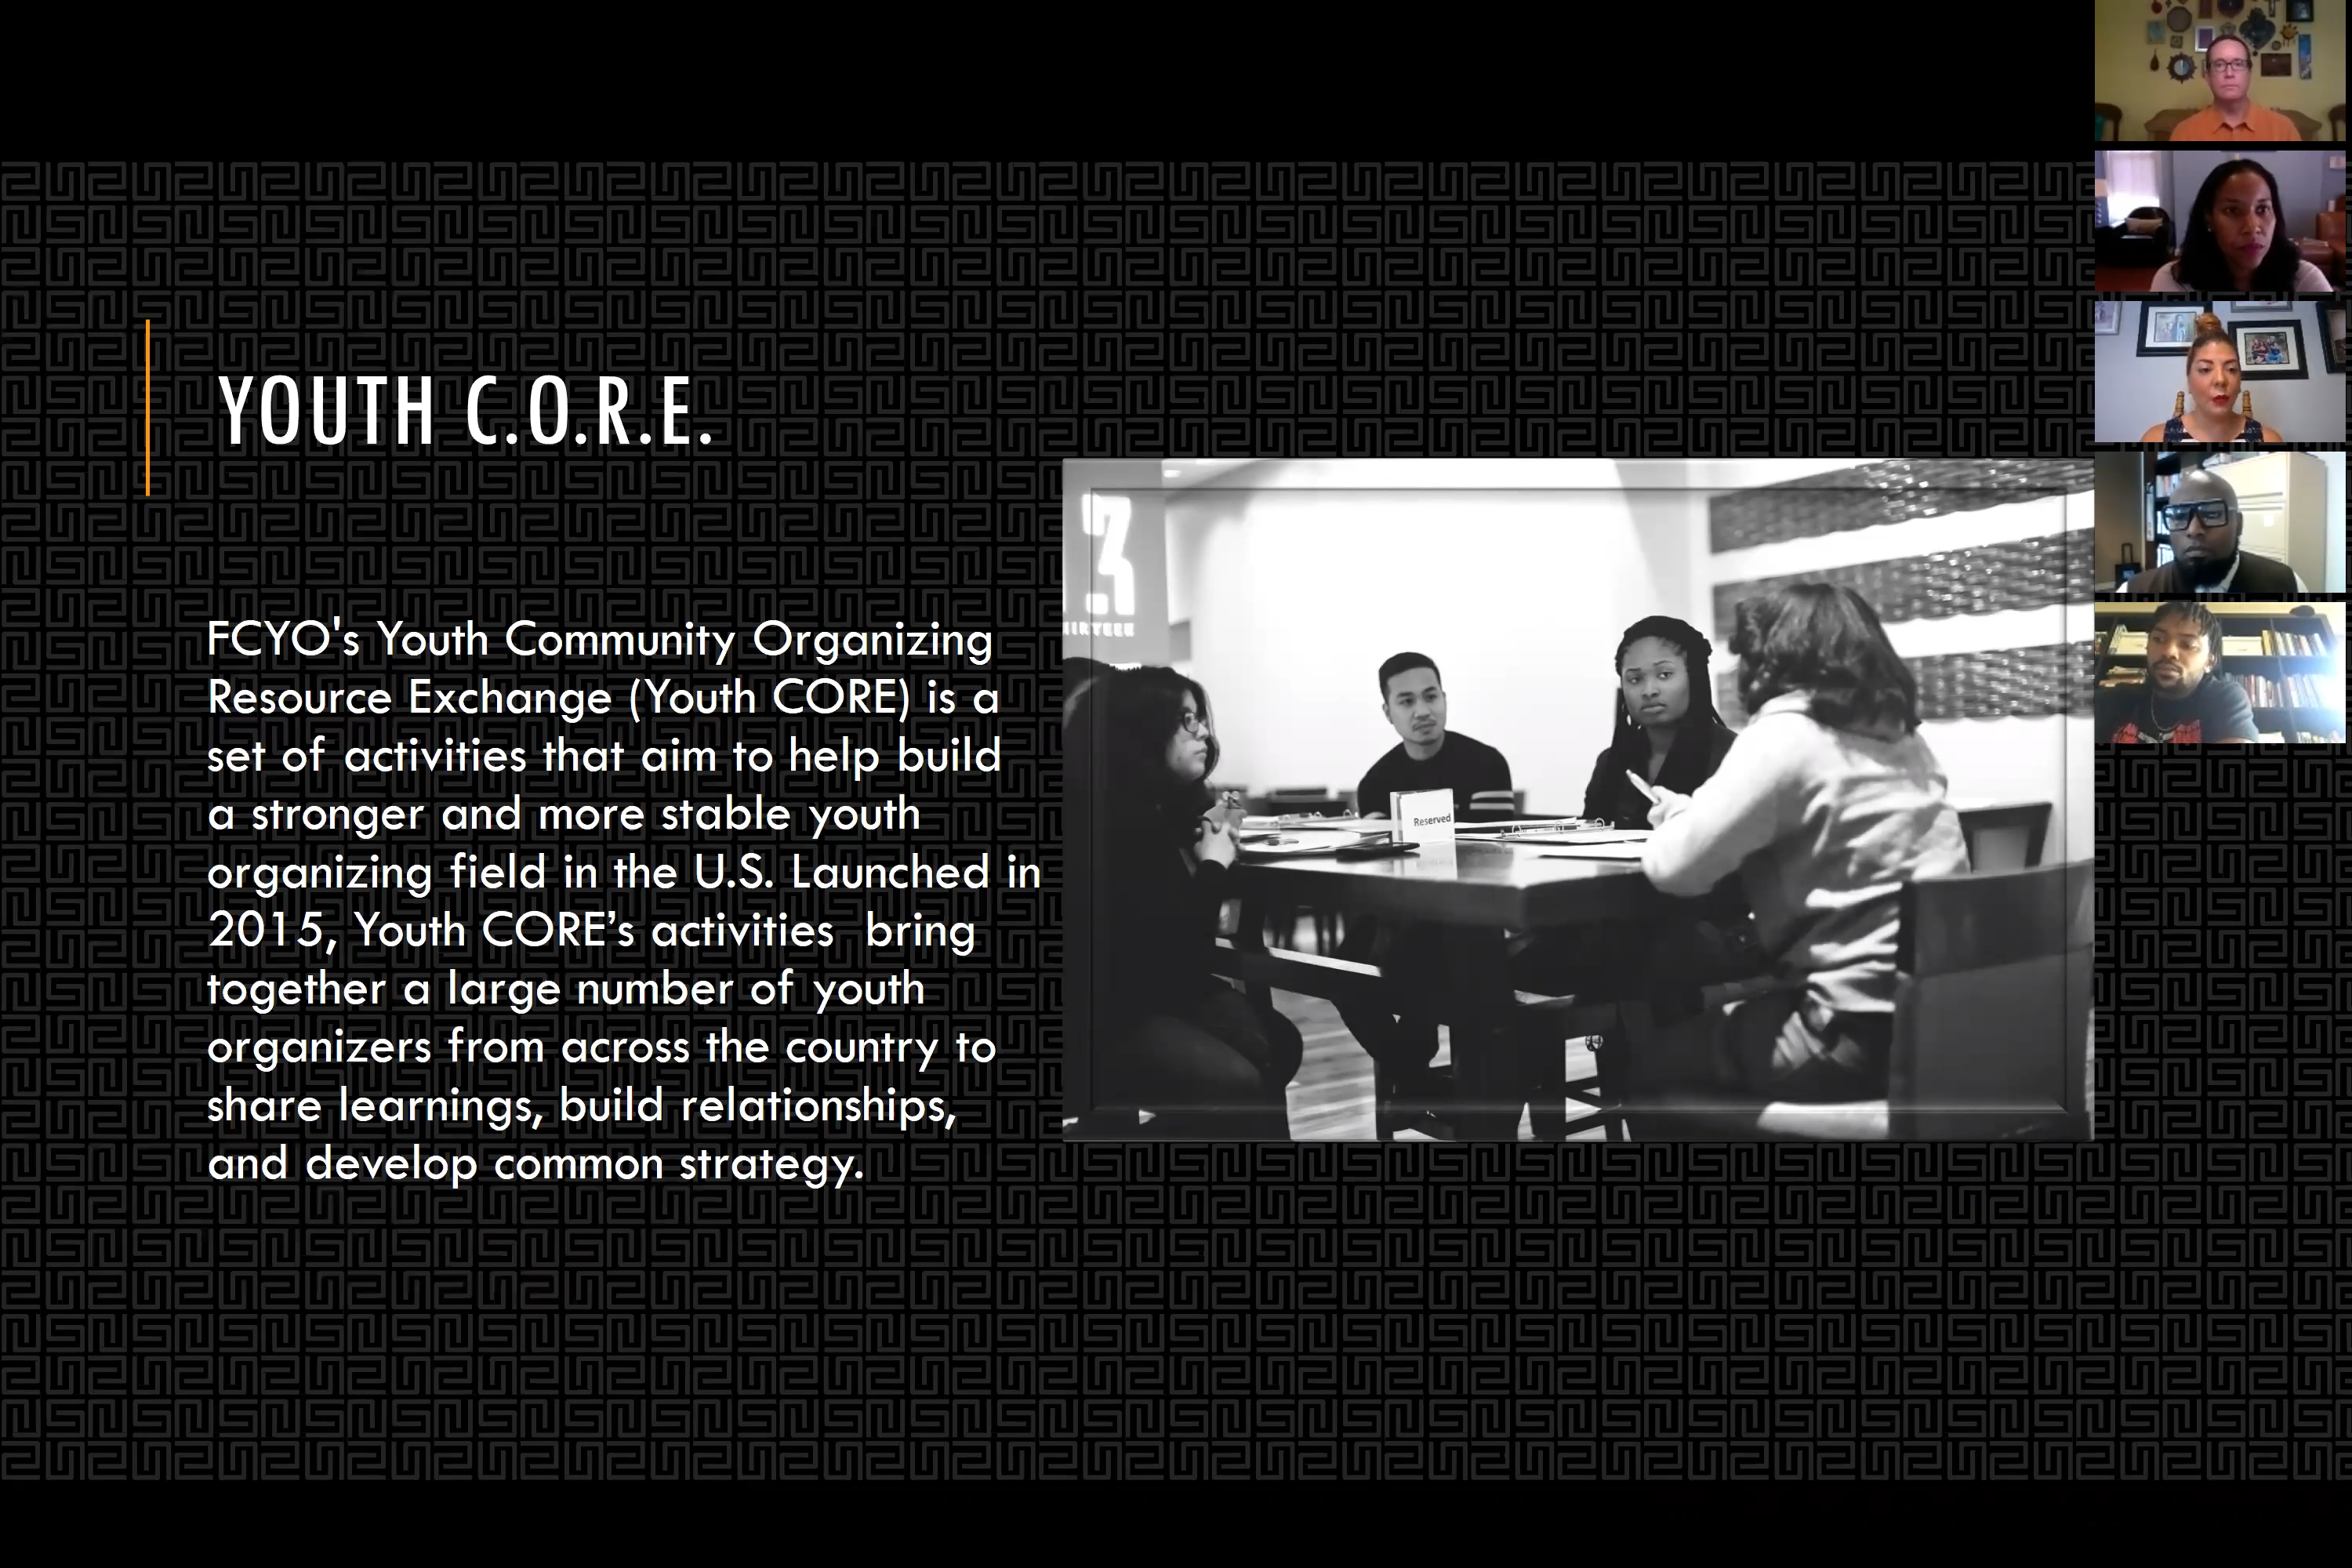 YOUTH C.O.R.E.
FCYO's Youth Community Organizing
Resource Exchange (Youth CORE) is a
set of activities that aim to help build
a stronger and more stable youth
organizing field in the U.S. Launched in
2015, Youth CORE’s activities  bring
together a large number of youth
organizers from across the country to
share learnings, build relationships,
and develop common strategy.
3
Reserved